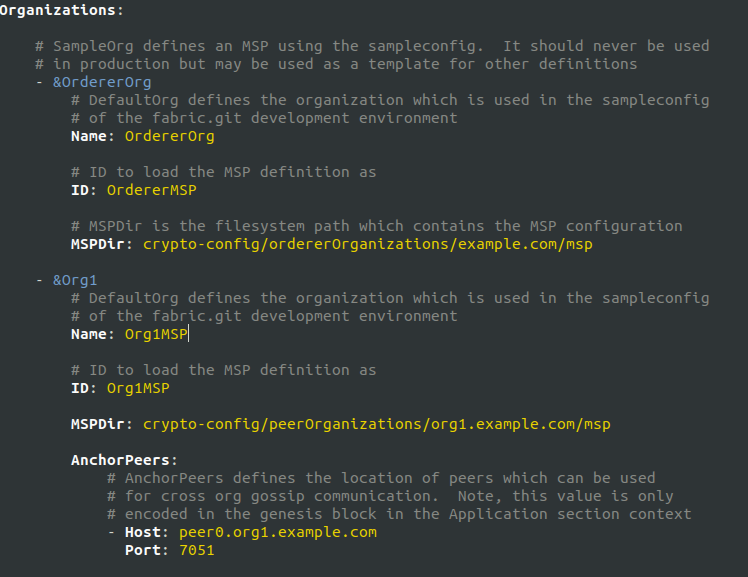 Organizations:
# SampleOrg defines an MSP using the sampleconfig.  It should never be used
# in production but may be used as a template for other definitions
- &OrdererOrg
# DefaultOrg defines the organization which is used in the sampleconfig
# of the fabric.git development environment
Name: OrdererOrg
# ID to load the MSP definition as
ID: OrdererMSP
# MSPDir is the filesystem path which contains the MSP configuration
MSPDir: crypto-config/ordererOrganizations/example.com/msp
- &Org1
# DefaultOrg defines the organization which is used in the sampleconfig
# of the fabric.git development environment
Name: Org1MSP
# ID to load the MSP definition as
ID: Org1MSP
MSPDir: crypto-config/peerOrganizations/org1.example.com/msp
AnchorPeers:
# AnchorPeers defines the location of peers which can be used
# for cross org gossip communication.  Note, this value is only
# encoded in the genesis block in the Application section context
- Host: peer0.org1.example.com
Port: 7051